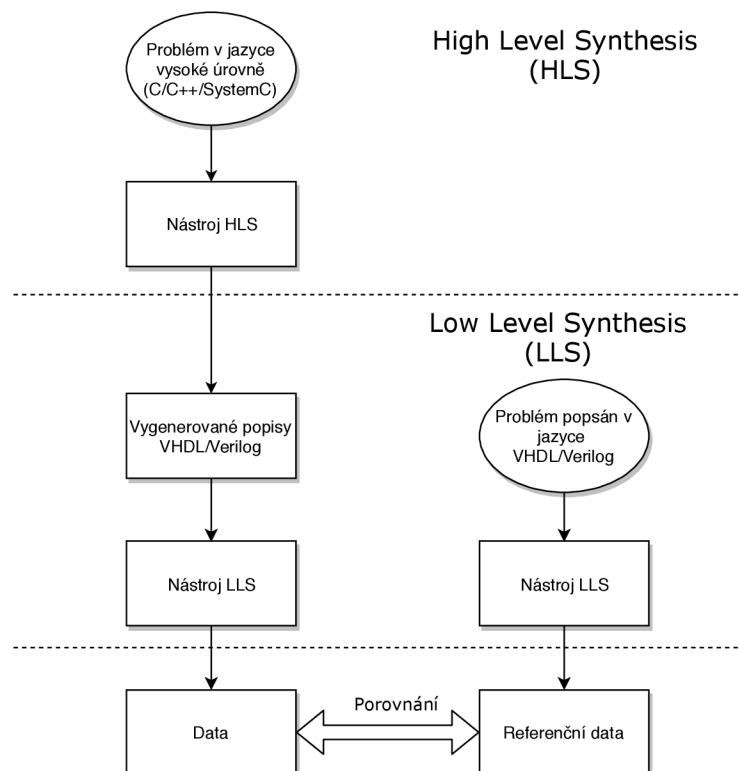 Problém v jazyce
vysoké úrovně
(C/C++/SystemC)
High Level Synthesis
(HLS)
Nástroj HLS
Low Level Synthesis
(LLS)
Vygenerované popisy
VHDL/Verilog
Problém popsán v
jazyce
VHDL/Verilog
Nástroj LLS
Nástroj LLS
Data
Porovnání
Referenční data